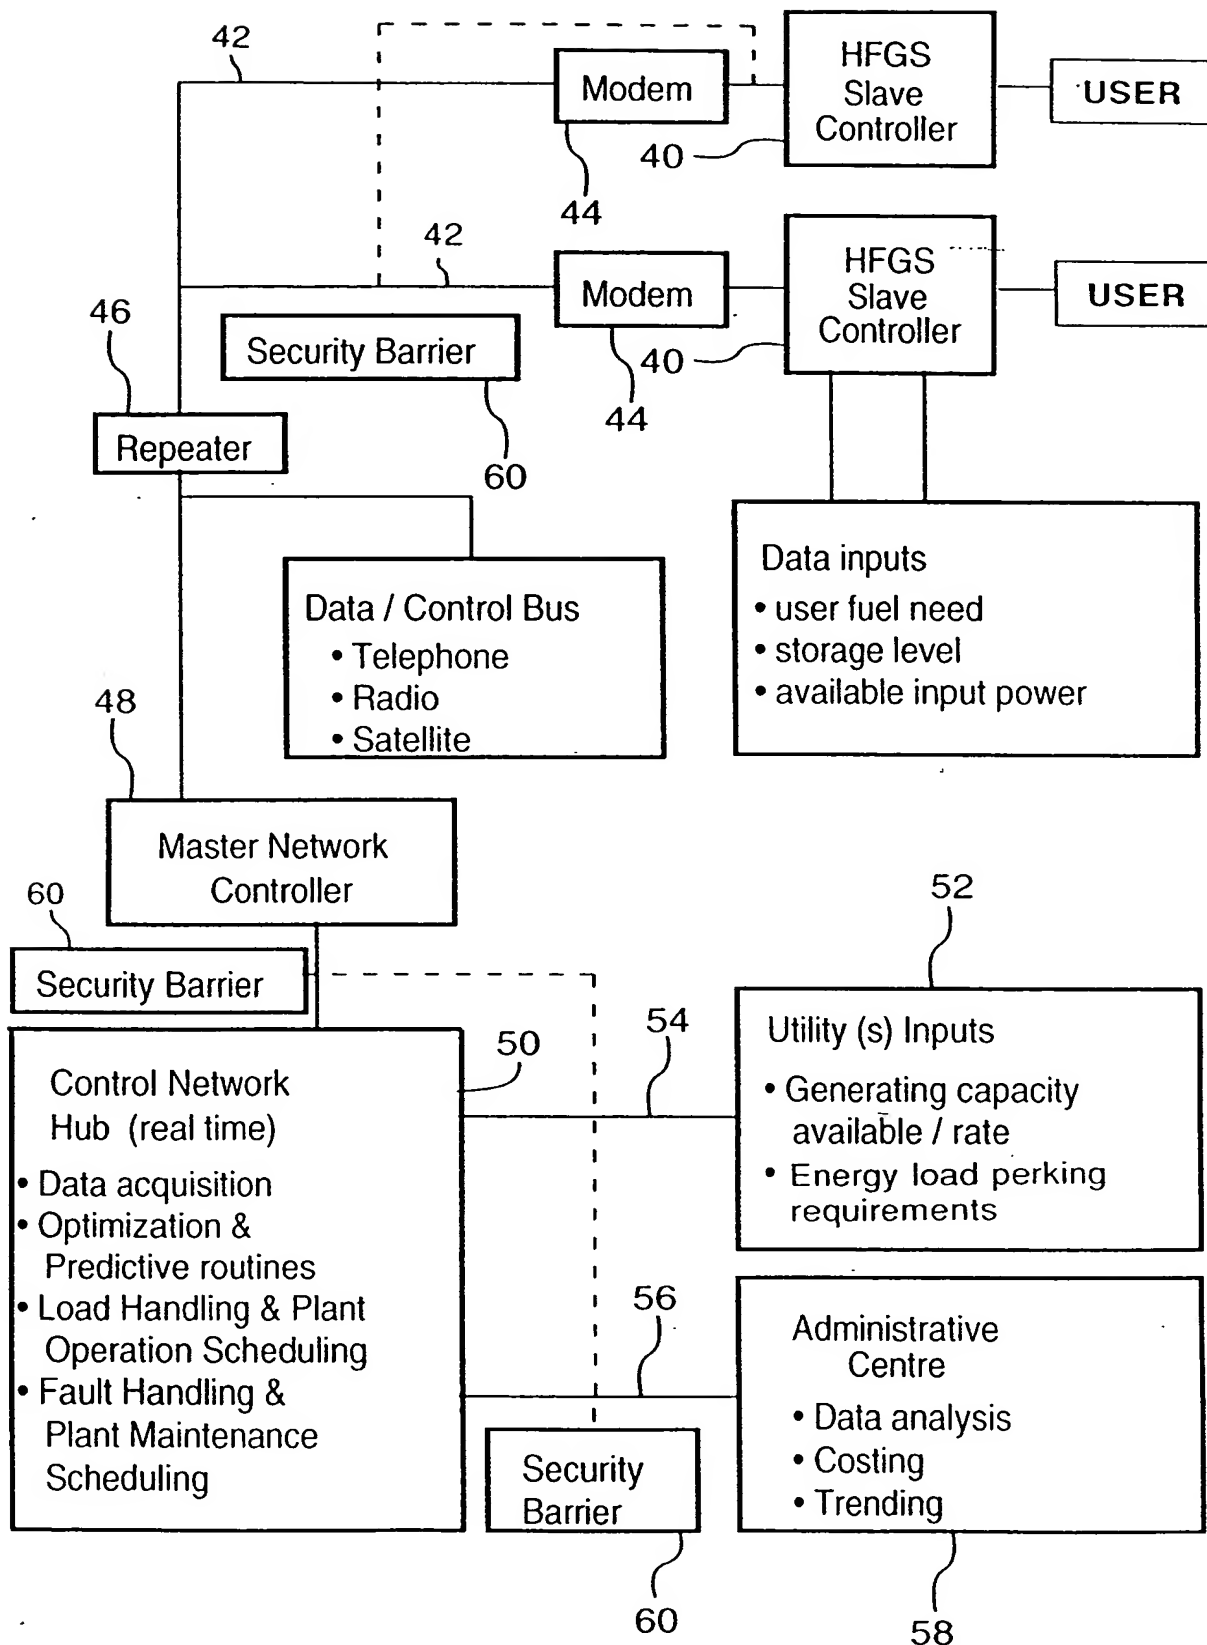 42
Modem
HFGS
Slave
Controller
USER
40
44
42
Modem
HFGS
Slave
Controller
USER
40
44
46
Security Barrier
60
Repeater
Data / Control Bus
• Telephone
• Radio
• Satellite
Data inputs
• user fuel need
• storage level
• available input power
48
Master Network
Controller
60
Security Barrier
50
Control Network
Hub (real time)
• Data acquisition
• Optimization &
Predictive routines
• Load Handling & Plant
Operation Scheduling
• Fault Handling &
Plant Maintenance
Scheduling
54
52
Utility (s) Inputs
• Generating capacity
available / rate
• Energy load perking
requirements
56
Administrative
Centre
• Data analysis
• Costing
• Trending
58
Security
Barrier
60